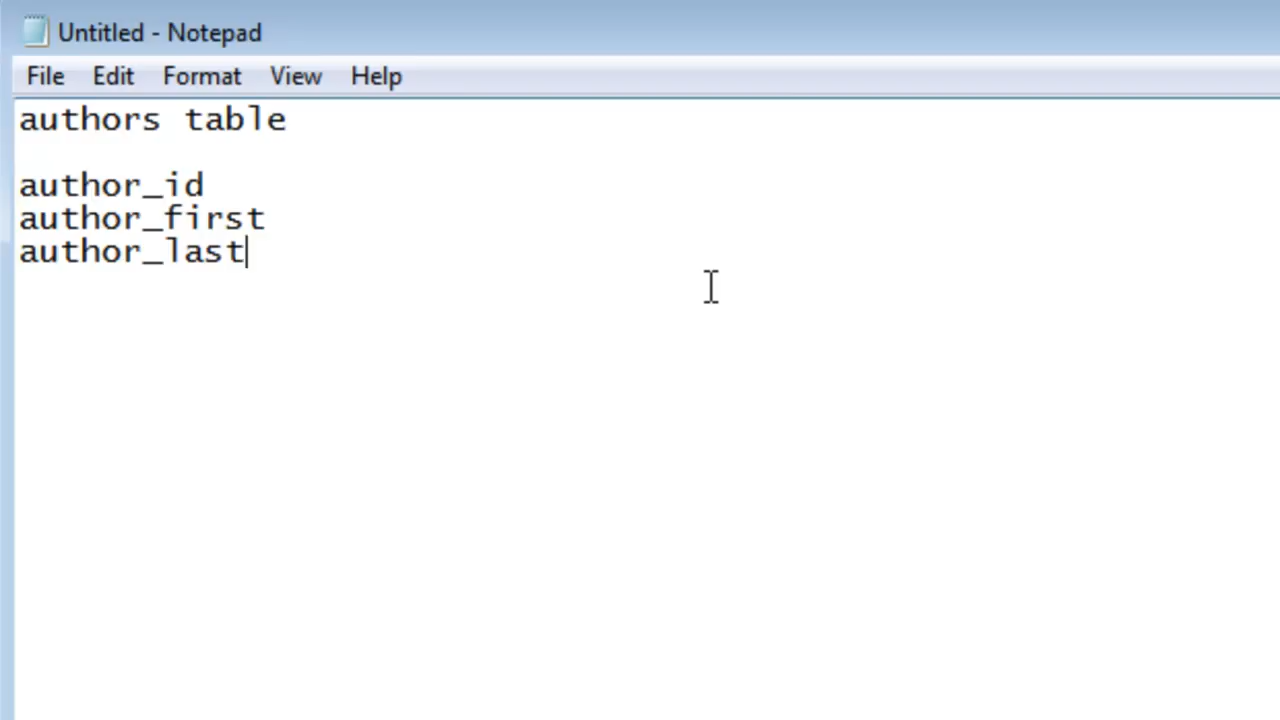 Untitled - Notepad
File Edit Format View Help
authors table
author_id
author_first
author_last